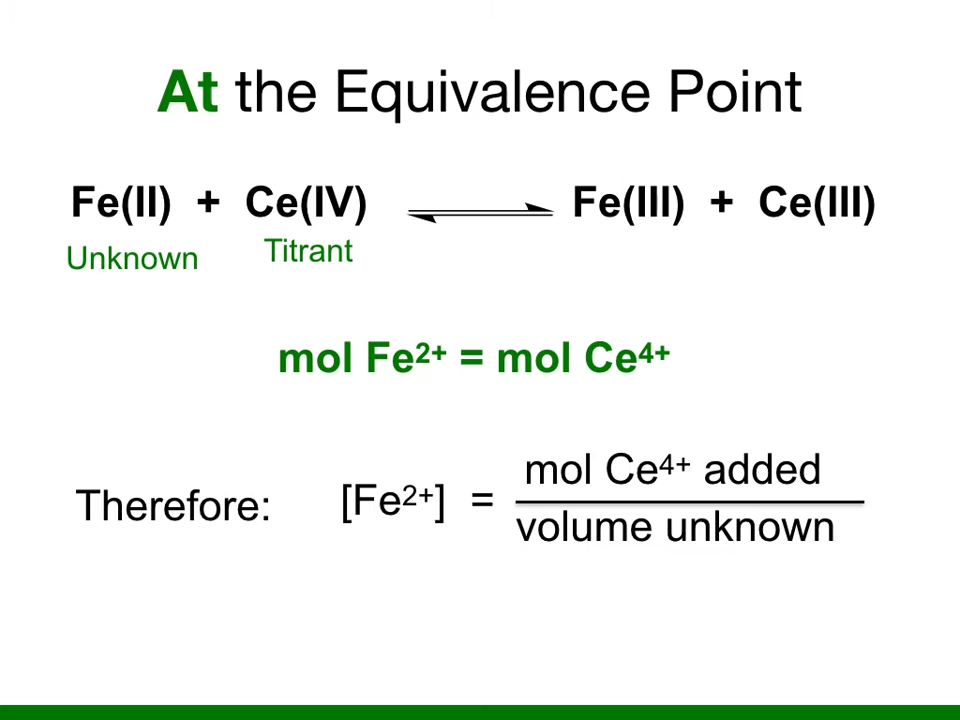 At the Equivalence Point
Fe(II) + Ce(IV) ⇌ Fe(III) + Ce(III)
Unknown Titrant
mol Fe²⁺ = mol Ce⁴⁺
mol Ce⁴⁺ added
Therefore: [Fe²⁺] =
volume unknown